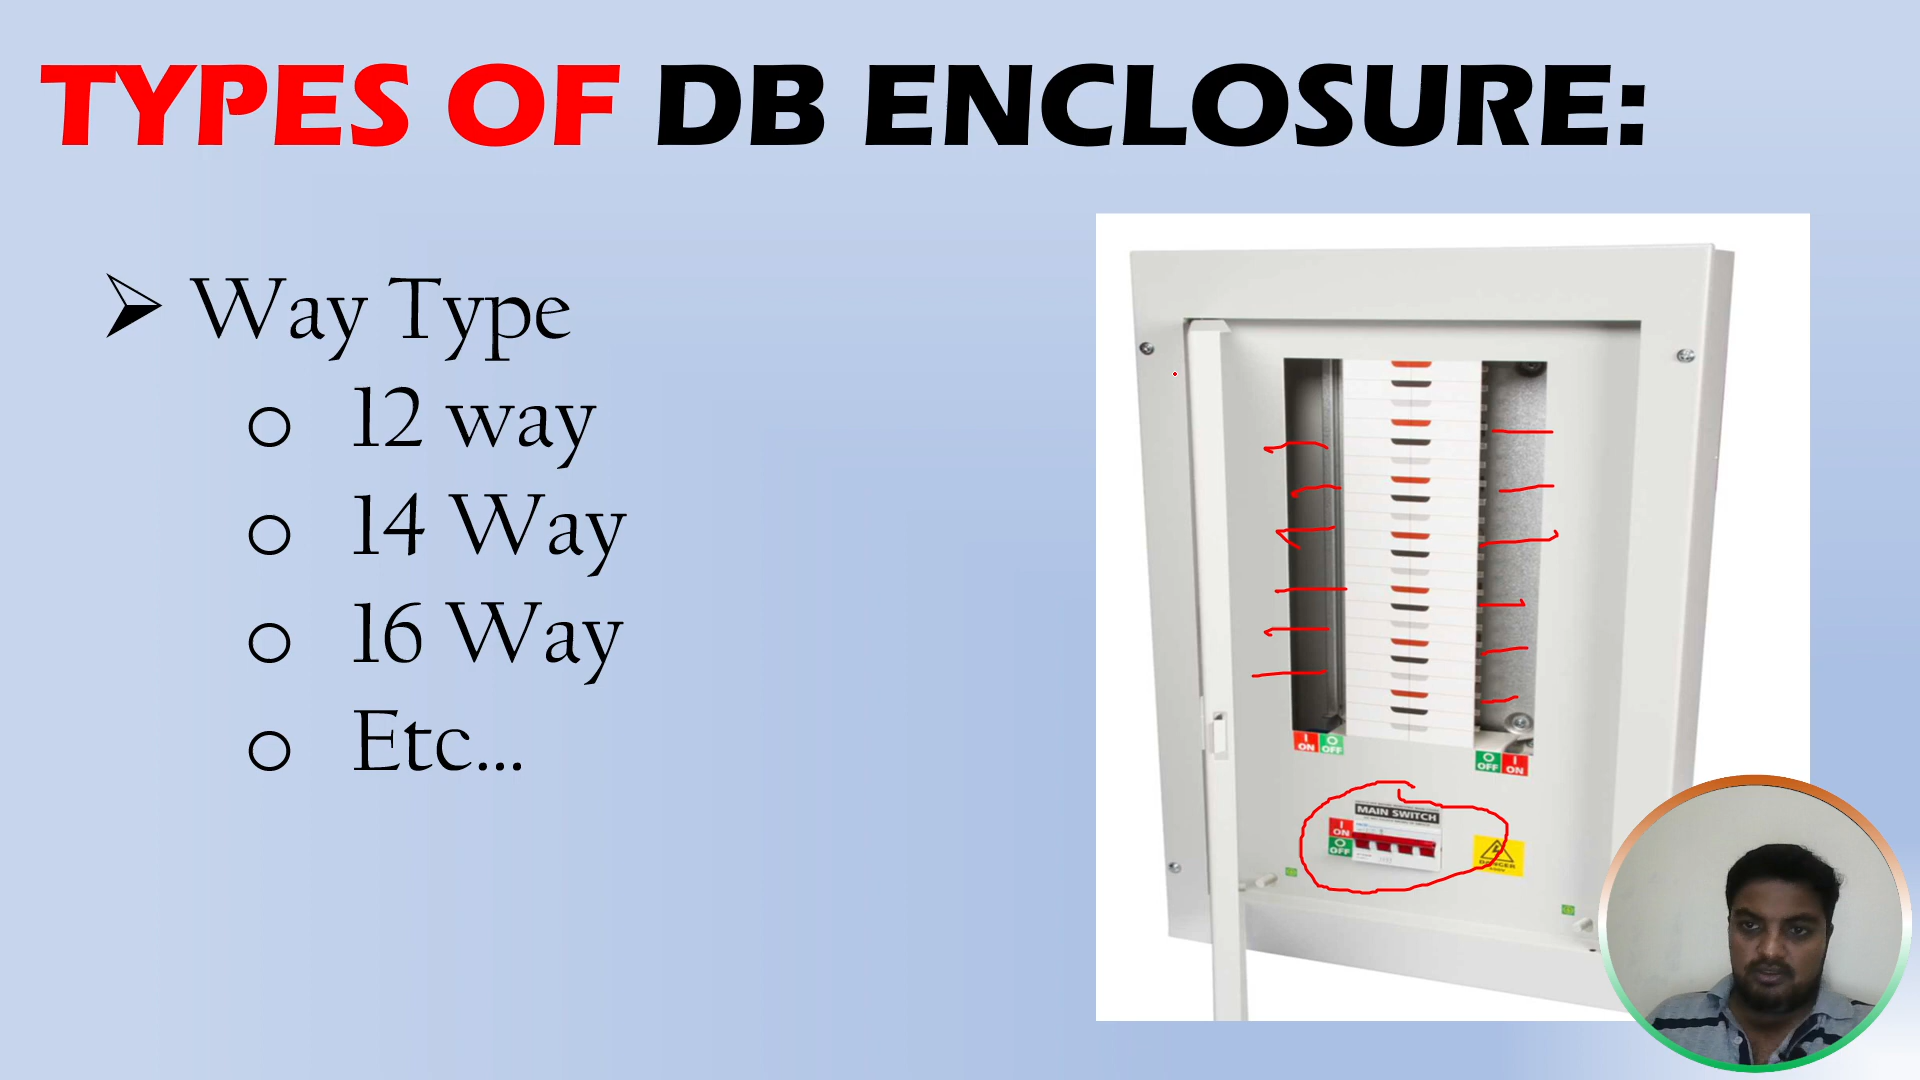 TYPES OF DB ENCLOSURE:
Way Type
12 way
14 Way
16 Way
Etc...
I ON O OFF
O OFF I ON
MAIN SWITCH
I ON
O OFF
DANGER